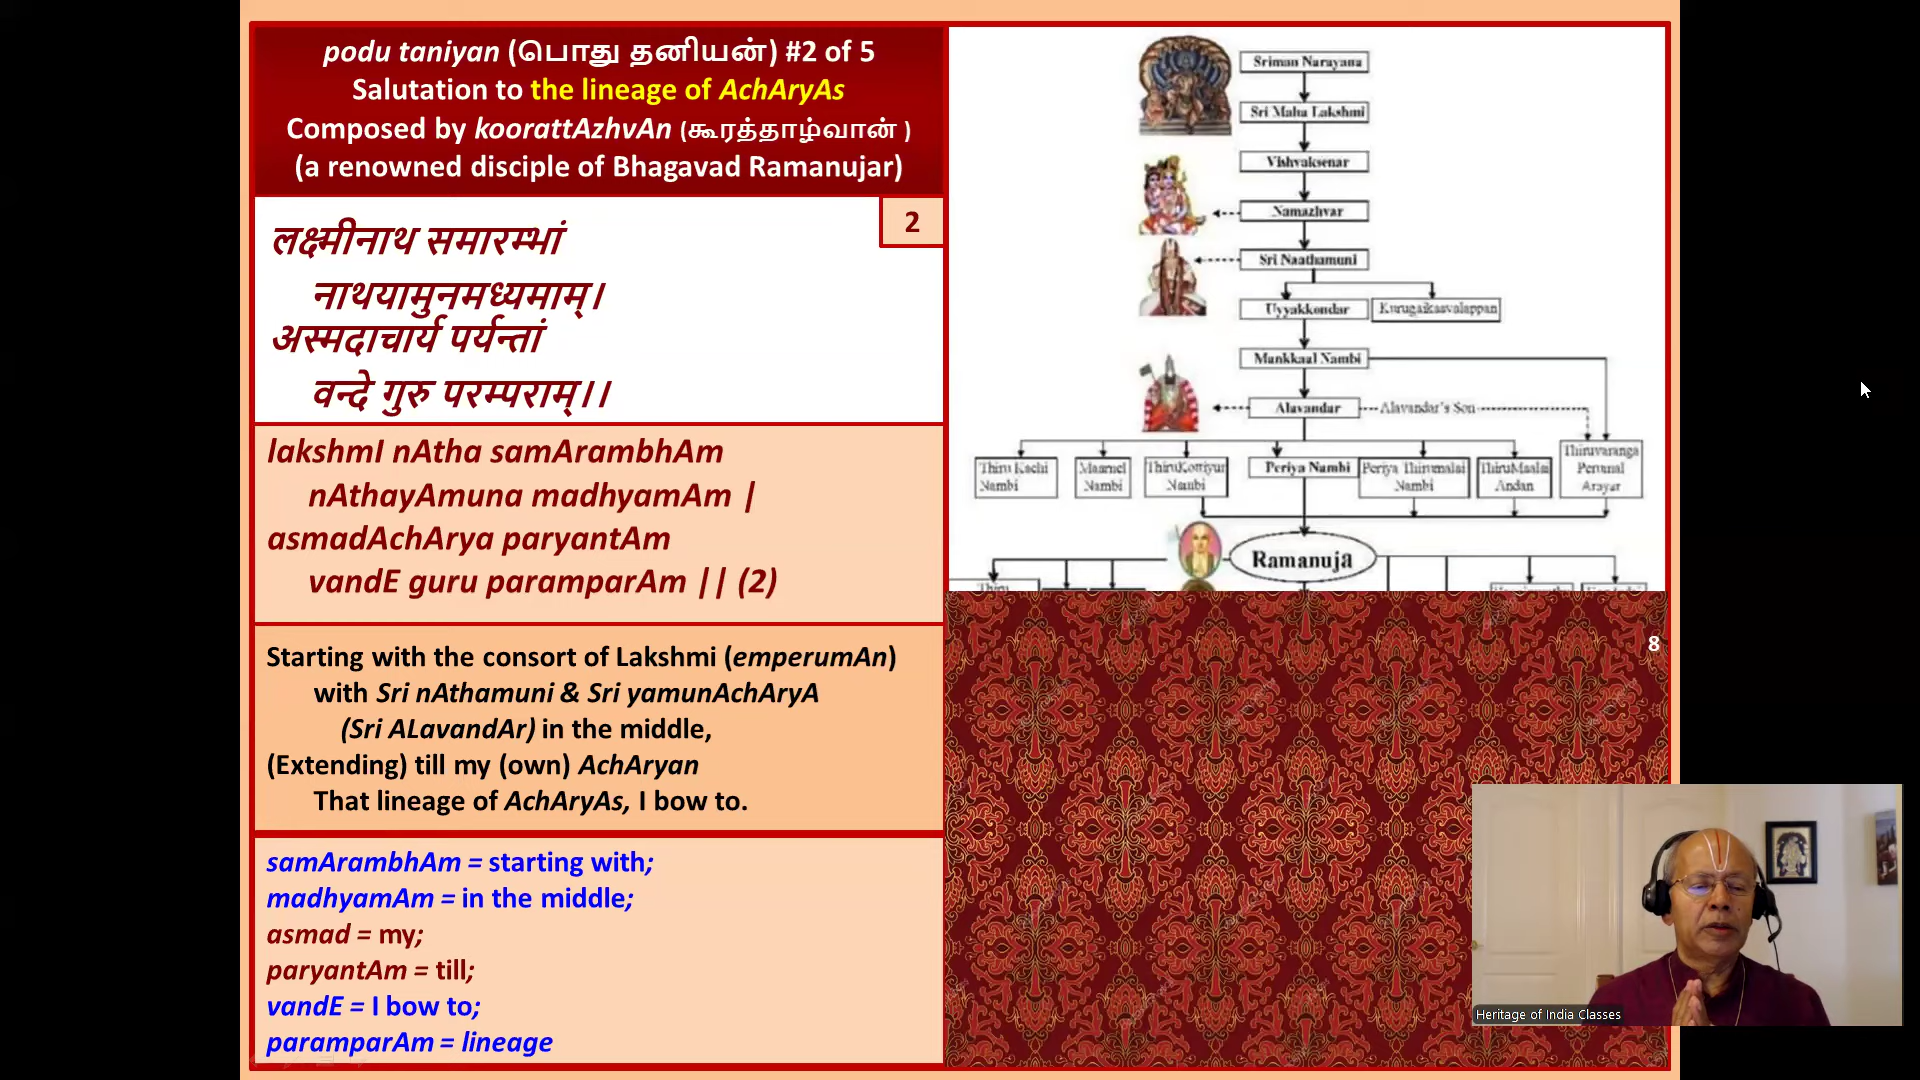 podu taniyan (பொது தனியன்) #2 of 5
Salutation to the lineage of AchAryAs
Composed by koorattAzhvAn (கூரத்தாழ்வான் )
(a renowned disciple of Bhagavad Ramanujar)
2
लक्ष्मीनाथ समारम्भां
नाथयामुनमध्यमाम्।
अस्मदाचार्य पर्यन्तां
वन्दे गुरु परम्पराम्।।
lakshmI nAtha samArambhAm
nAthayAmuna madhyamAm |
asmadAchArya paryantAm
vandE guru paramparAm || (2)
Starting with the consort of Lakshmi (emperumAn)
with Sri nAthamuni & Sri yamunAchAryA
(Sri ALavandAr) in the middle,
(Extending) till my (own) AchAryan
That lineage of AchAryAs, I bow to.
samArambhAm = starting with;
madhyamAm = in the middle;
asmad = my;
paryantAm = till;
vandE = I bow to;
paramparAm = lineage
Sriman Narayana
Sri Maha Lakshmi
Vishvaksenar
Namazhvar
Sri Naathamuni
Uyyakkondar
Kurugaikaavalappan
Munkkaal Nambi
Alavandar
Alavandar's Son
Thiru Kachi
Nambi
Maarnel
Nambi
ThiruKottiyur
Nambi
Periya Nambi
Periya Thirumalai
Nambi
ThiruMaalai
Andan
Thiruvaranga
Perumal
Arayar
Ramanuja
Thiru
8
Heritage of India Classes